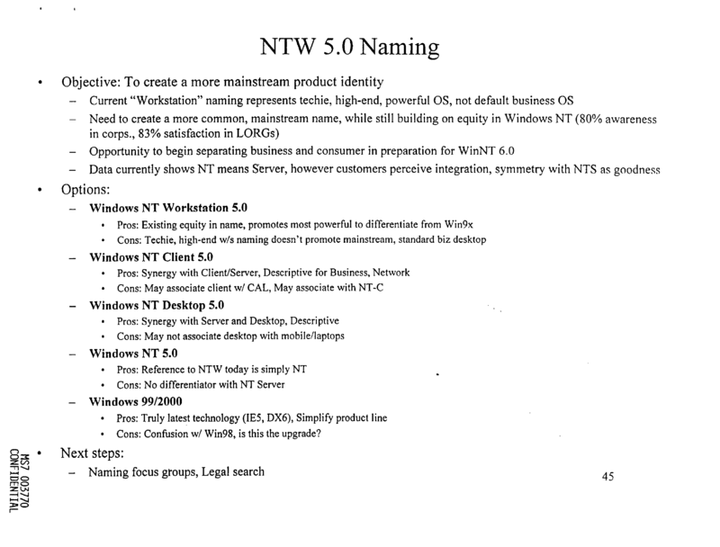 NTW 5.0 Naming
• Objective: To create a more mainstream product identity
– Current “Workstation” naming represents techie, high-end, powerful OS, not default business OS
– Need to create a more common, mainstream name, while still building on equity in Windows NT (80% awareness
in corps., 83% satisfaction in LORGs)
– Opportunity to begin separating business and consumer in preparation for WinNT 6.0
– Data currently shows NT means Server, however customers perceive integration, symmetry with NTS as goodness
• Options:
– Windows NT Workstation 5.0
• Pros: Existing equity in name, promotes most powerful to differentiate from Win9x
• Cons: Techie, high-end w/s naming doesn’t promote mainstream, standard biz desktop
– Windows NT Client 5.0
• Pros: Synergy with Client/Server, Descriptive for Business, Network
• Cons: May associate client w/ CAL, May associate with NT-C
– Windows NT Desktop 5.0
• Pros: Synergy with Server and Desktop, Descriptive
• Cons: May not associate desktop with mobile/laptops
– Windows NT 5.0
• Pros: Reference to NTW today is simply NT
• Cons: No differentiator with NT Server
– Windows 99/2000
• Pros: Truly latest technology (IE5, DX6), Simplify product line
• Cons: Confusion w/ Win98, is this the upgrade?
• Next steps:
– Naming focus groups, Legal search
45
MS7 003770
CONFIDENTIAL